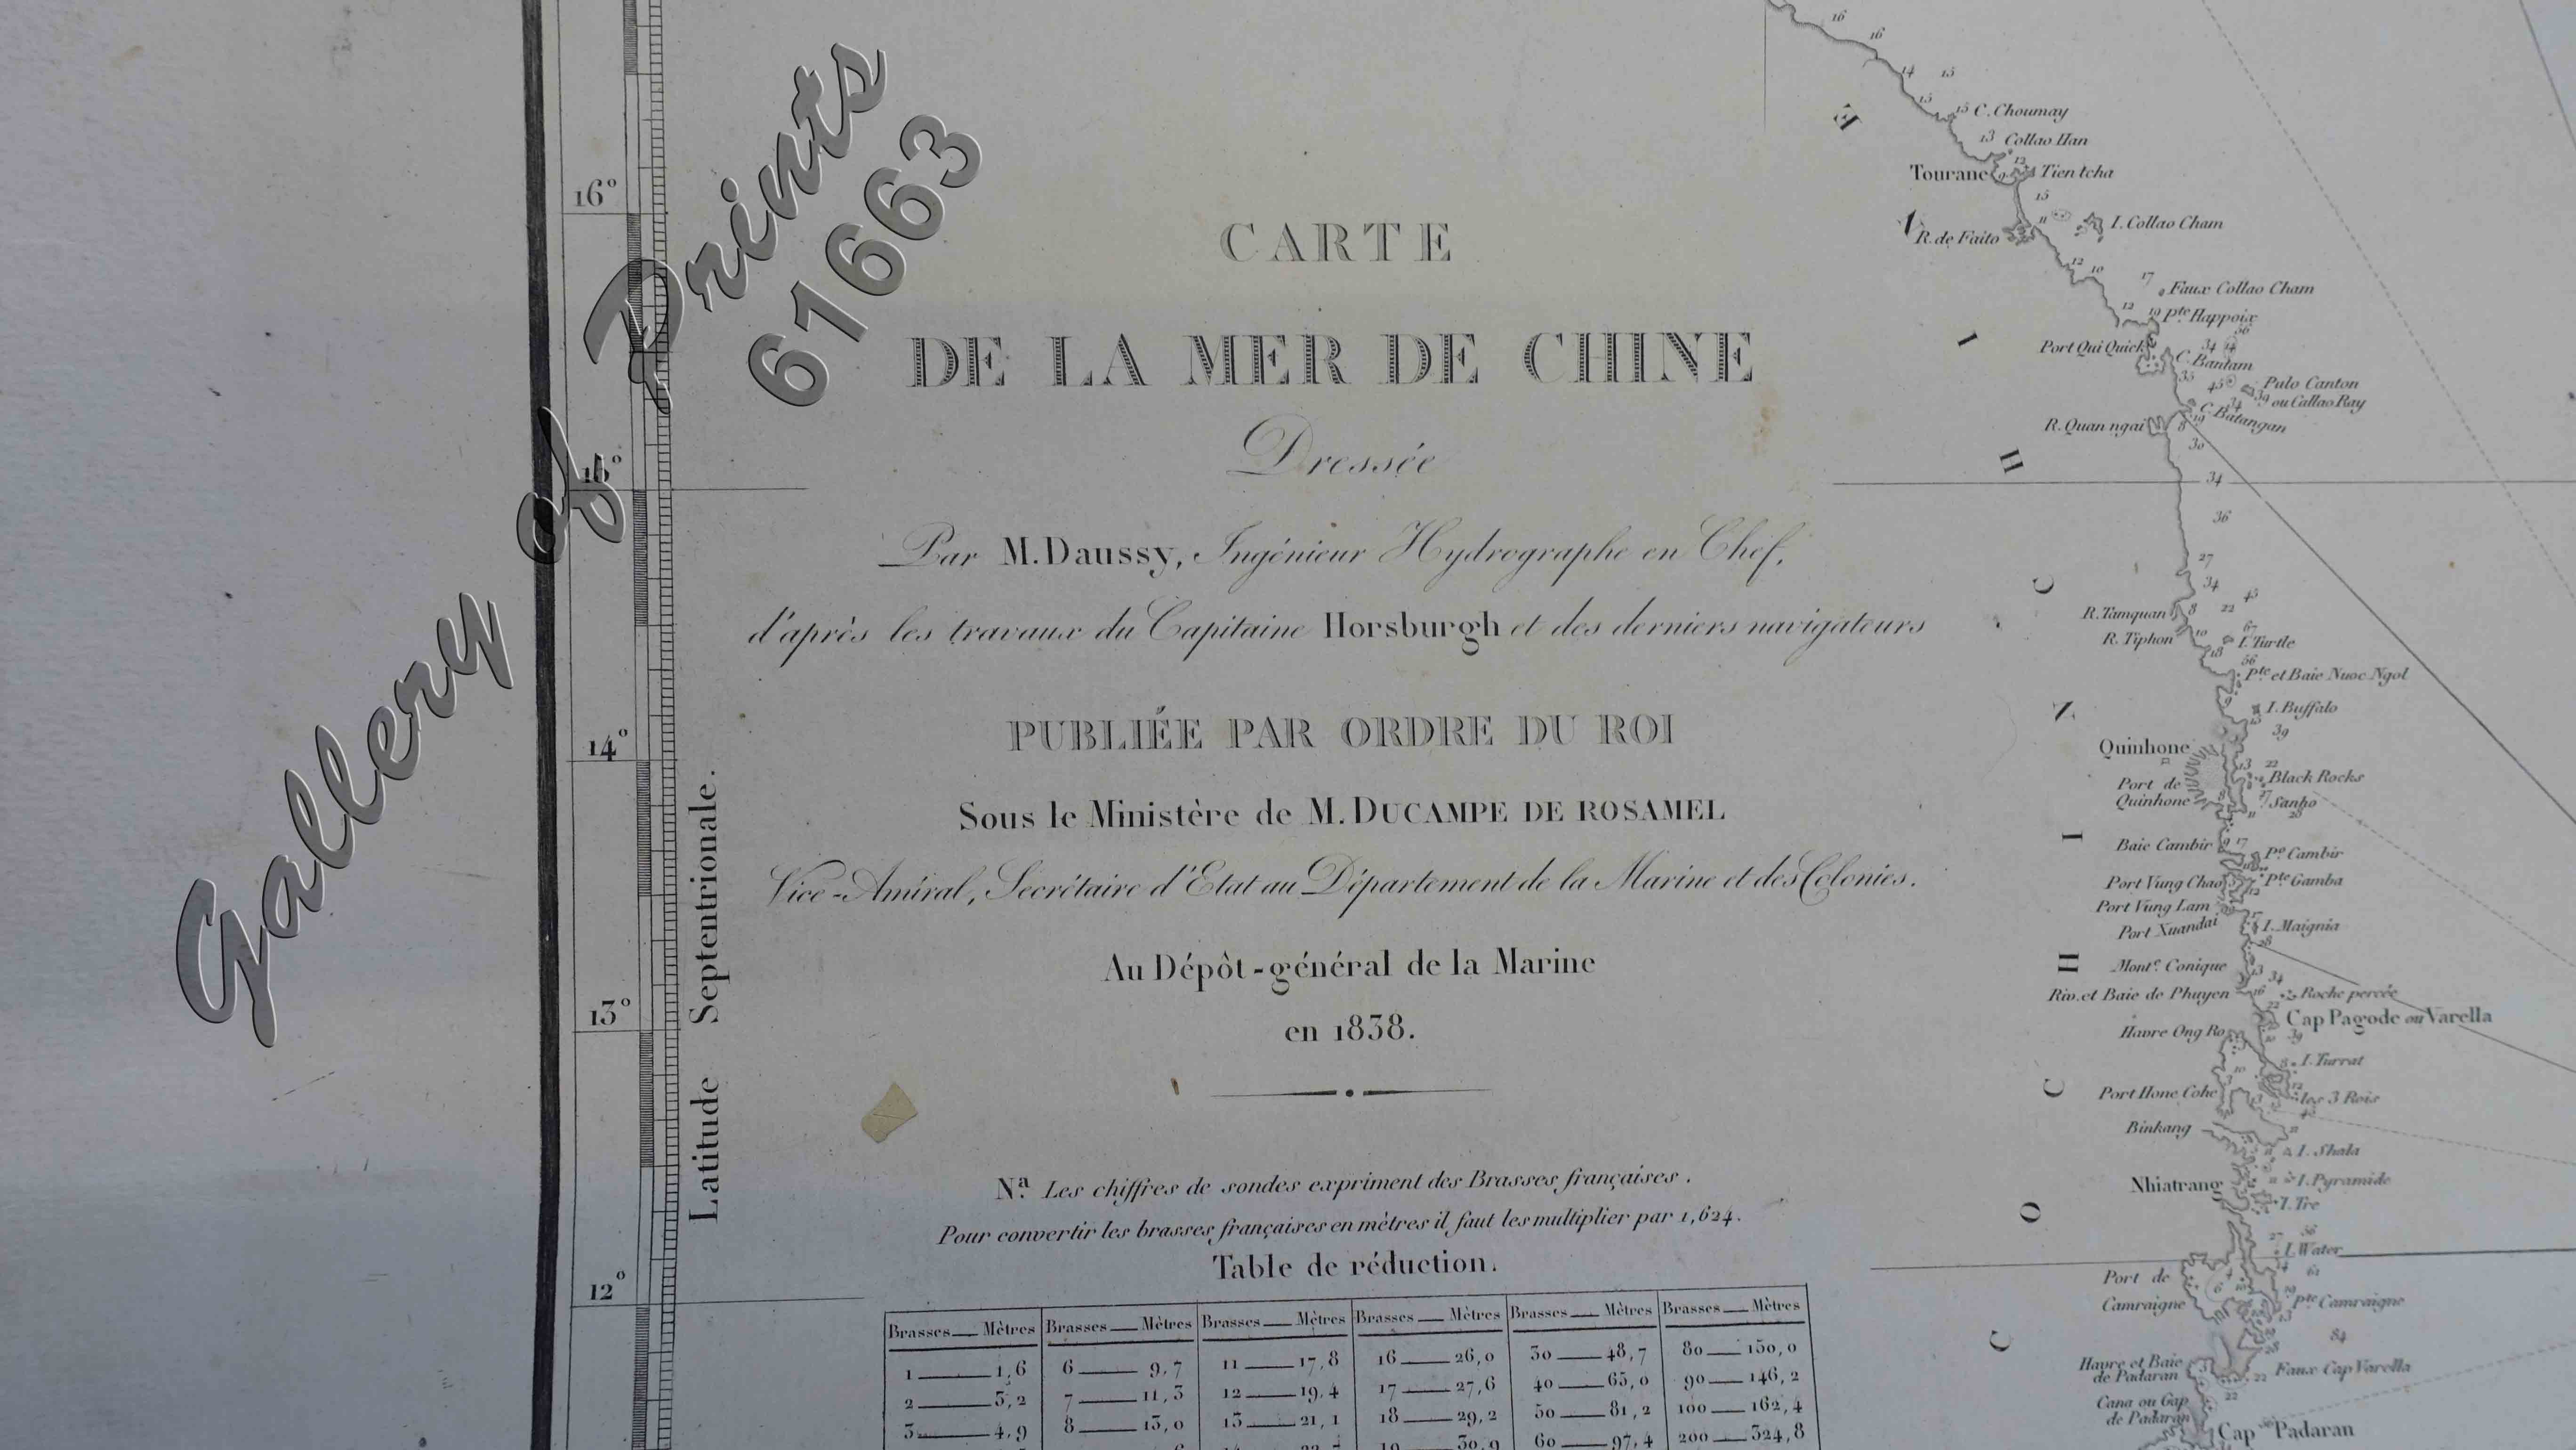 Gallery of Prints
61663
16°
15°
14°
13°
12°
Latitude Septentrionale.
CARTE
DE LA MER DE CHINE
Dressée
Par M. Daussy, Ingénieur Hydrographe en Chef,
d'après les travaux du Capitaine Horsburgh et des derniers navigateurs
PUBLIÉE PAR ORDRE DU ROI
Sous le Ministère de M. DUCAMPE DE ROSAMEL
Vice-Amiral, Secrétaire d'Etat au Département de la Marine et des Colonies.
Au Dépôt-général de la Marine
en 1838.
Nª. Les chiffres de sondes expriment des Brasses françaises.
Pour convertir les brasses françaises en mètres il faut les multiplier par 1,624.
Table de réduction.
Brasses — Mètres Brasses — Mètres Brasses — Mètres Brasses — Mètres Brasses — Mètres Brasses — Mètres
1 — 1,6 6 — 9,7 11 — 17,8 16 — 26,0 30 — 48,7 80 — 130,0
2 — 3,2 7 — 11,3 12 — 19,4 17 — 27,6 40 — 65,0 90 — 146,2
3 — 4,9 8 — 13,0 13 — 21,1 18 — 29,2 50 — 81,2 100 — 162,4
19 — 30,9 60 — 97,4 200 — 324,8
COCHINCHINE
C. Choumay
Collao Han
Tourane
Tien tcha
I. Collao Cham
R. de Faifo
Faux Collao Cham
Pte Happoix
Port Qui Quick
C. Bantam
Pulo Canton
ou Callao Ray
C. Batangan
R. Quan ngai
R. Tamquan
R. Tiphon
I. Turtle
Pte et Baie Nuoc Ngol
I. Buffalo
Quinhone
Black Rocks
Port de
Quinhone
Sanho
Baie Cambir
Po Cambir
Port Vung Chao
Pte Gamba
Port Vung Lam
Port Xuandai
I. Maignia
Monte. Conique
Riv. et Baie de Phuyen
Roche percée
Cap Pagode ou Varella
Havre Ong Ro
I. Turrat
Port Hone Cohe
les 3 Rois
Binkang
I. Shala
Nhiatrang
I. Pyramide
I. Tre
I. Water
Port de
Camraigne
Pte Camraigne
Havre et Baie
de Padaran
Faux Cap Varella
Cana ou Cap
de Padaran
Cap Padaran